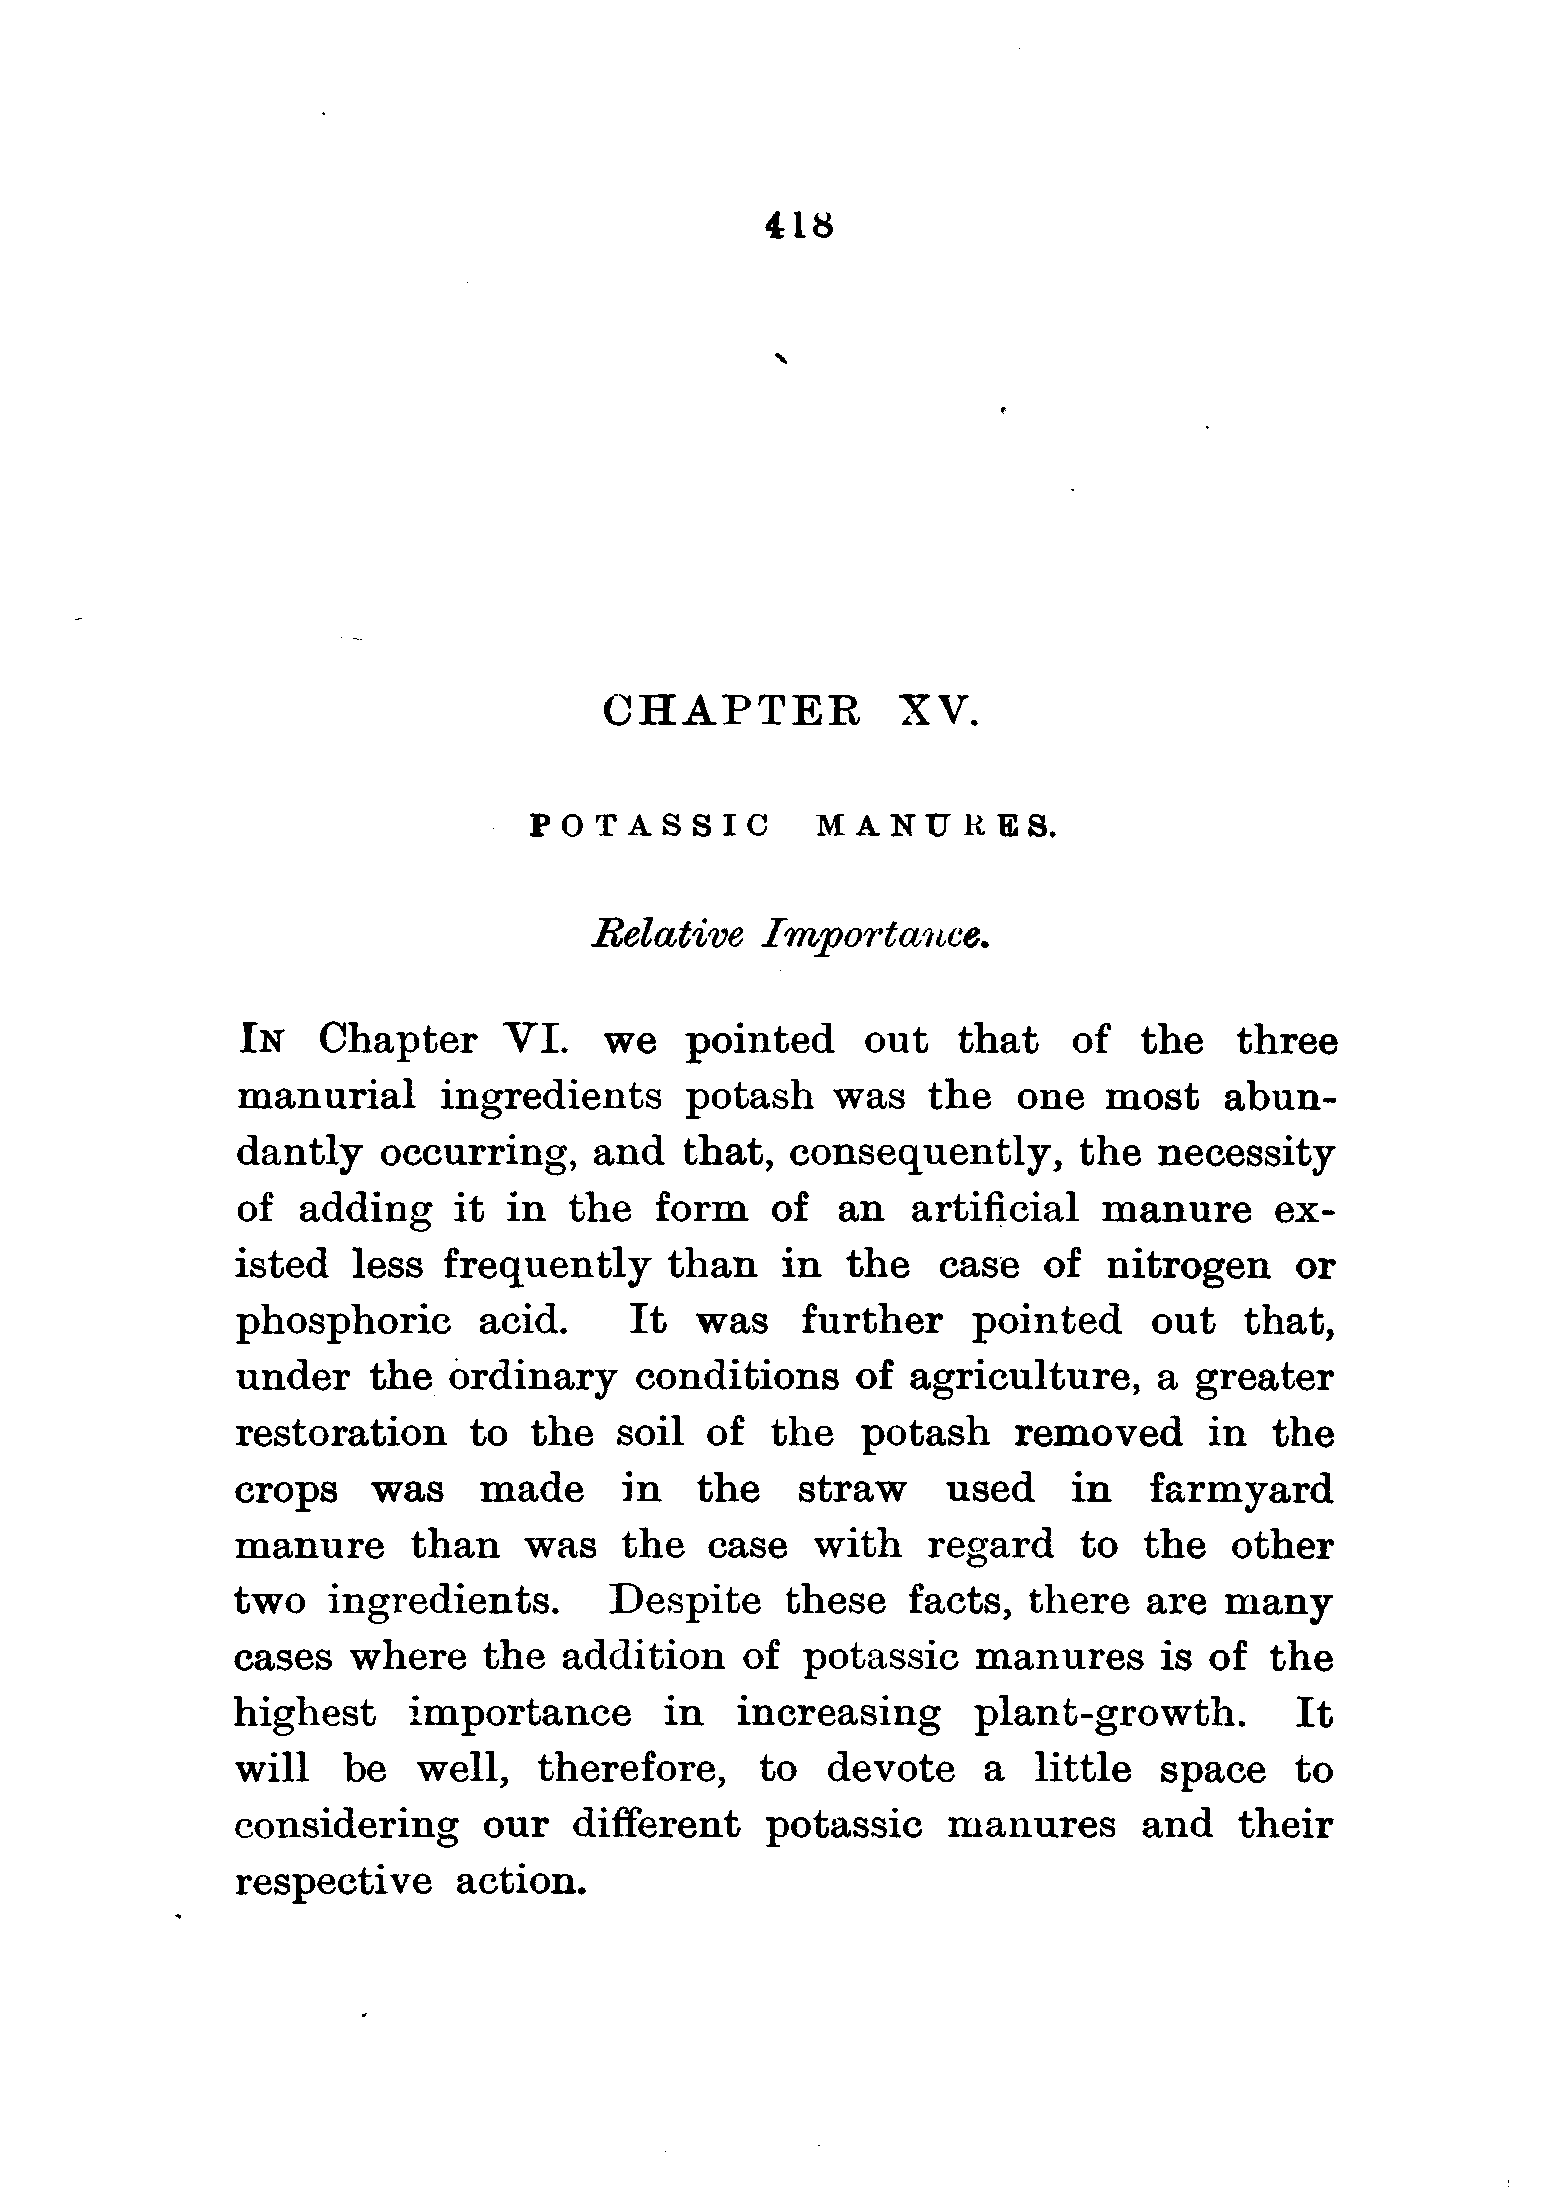 418
CHAPTER XV.
POTASSIC MANURES.
Relative Importance.
IN Chapter VI. we pointed out that of the three
manurial ingredients potash was the one most abun-
dantly occurring, and that, consequently, the necessity
of adding it in the form of an artificial manure ex-
isted less frequently than in the case of nitrogen or
phosphoric acid. It was further pointed out that,
under the ordinary conditions of agriculture, a greater
restoration to the soil of the potash removed in the
crops was made in the straw used in farmyard
manure than was the case with regard to the other
two ingredients. Despite these facts, there are many
cases where the addition of potassic manures is of the
highest importance in increasing plant-growth. It
will be well, therefore, to devote a little space to
considering our different potassic manures and their
respective action.